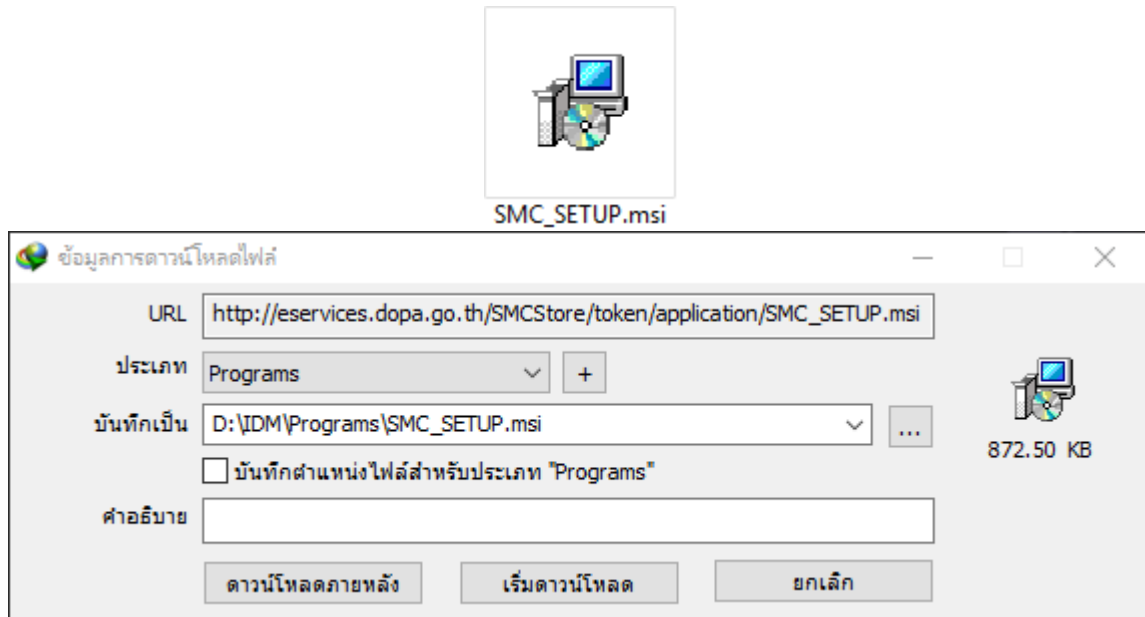 SMC_SETUP.msi
ข้อมูลการดาวน์โหลดไฟล์
URL http://eservices.dopa.go.th/SMCStore/token/application/SMC_SETUP.msi
ประเภท Programs +
บันทึกเป็น D:\IDM\Programs\SMC_SETUP.msi ...
872.50 KB
บันทึกตำแหน่งไฟล์สำหรับประเภท "Programs"
คำอธิบาย
ดาวน์โหลดภายหลัง เริ่มดาวน์โหลด ยกเลิก